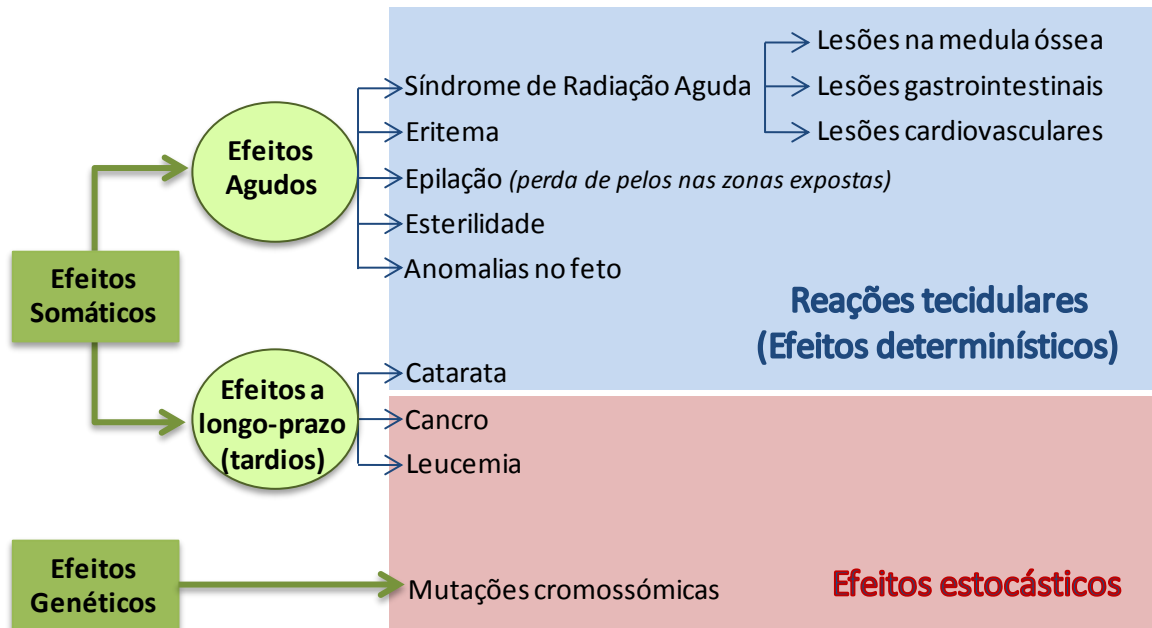 Efeitos
Somáticos
Efeitos
Agudos
Síndrome de Radiação Aguda
Lesões na medula óssea
Lesões gastrointestinais
Lesões cardiovasculares
Eritema
Epilação (perda de pelos nas zonas expostas)
Esterilidade
Anomalias no feto
Reações tecidulares
(Efeitos determinísticos)
Efeitos a
longo-prazo
(tardios)
Catarata
Cancro
Leucemia
Efeitos
Genéticos
Mutações cromossómicas
Efeitos estocásticos